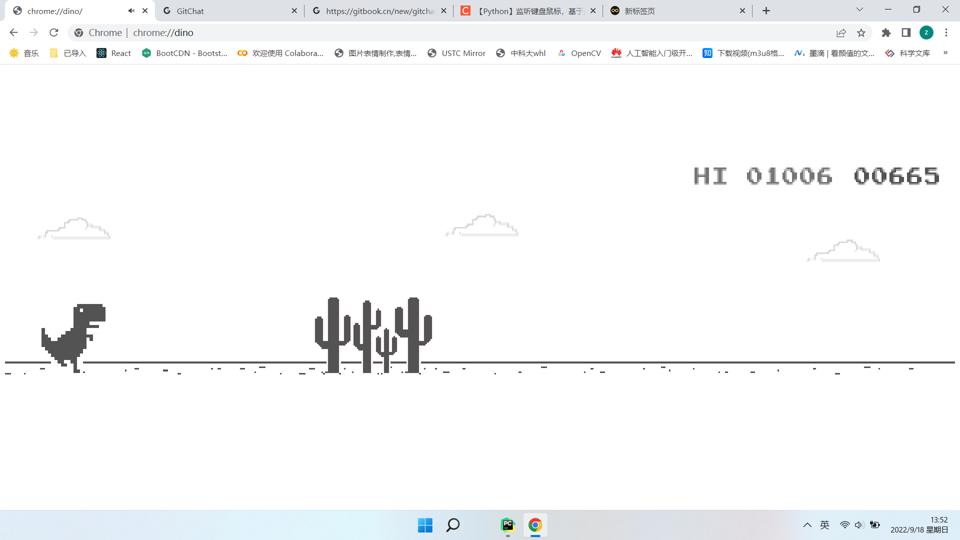 chrome://dino/
GitChat
https://gitbook.cn/new/gitcha
【Python】监听键盘鼠标，基于
新标签页
Chrome | chrome://dino
z
音乐
已导入
React
BootCDN - Bootst...
欢迎使用 Colabora...
图片表情制作,表情...
USTC Mirror
中科大whl
OpenCV
人工智能入门级开...
知
下载视频(m3u8格...
墨滴 | 看颜值的文...
科学文库
»
HI 01006 00665
PC
英
13:52
2022/9/18 星期日